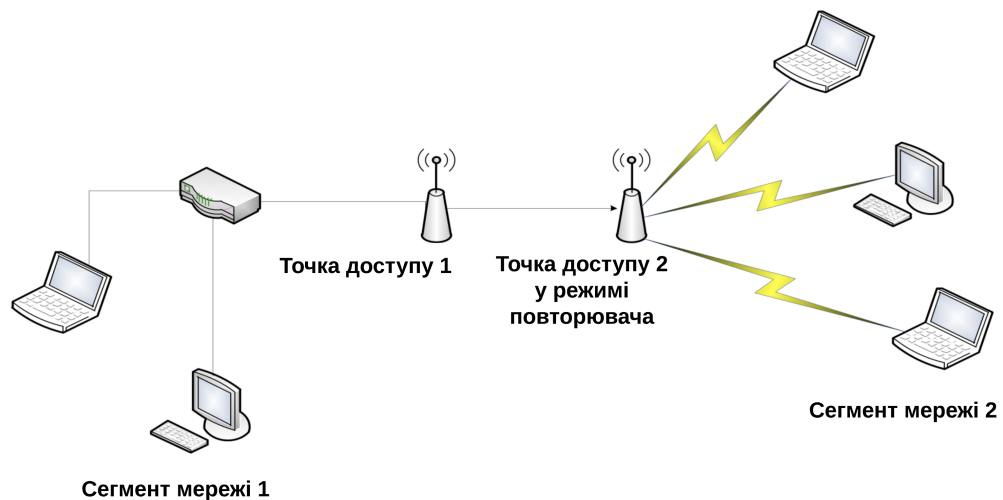 Точка доступу 1
Точка доступу 2
у режимі
повторювача
Сегмент мережі 2
Сегмент мережі 1